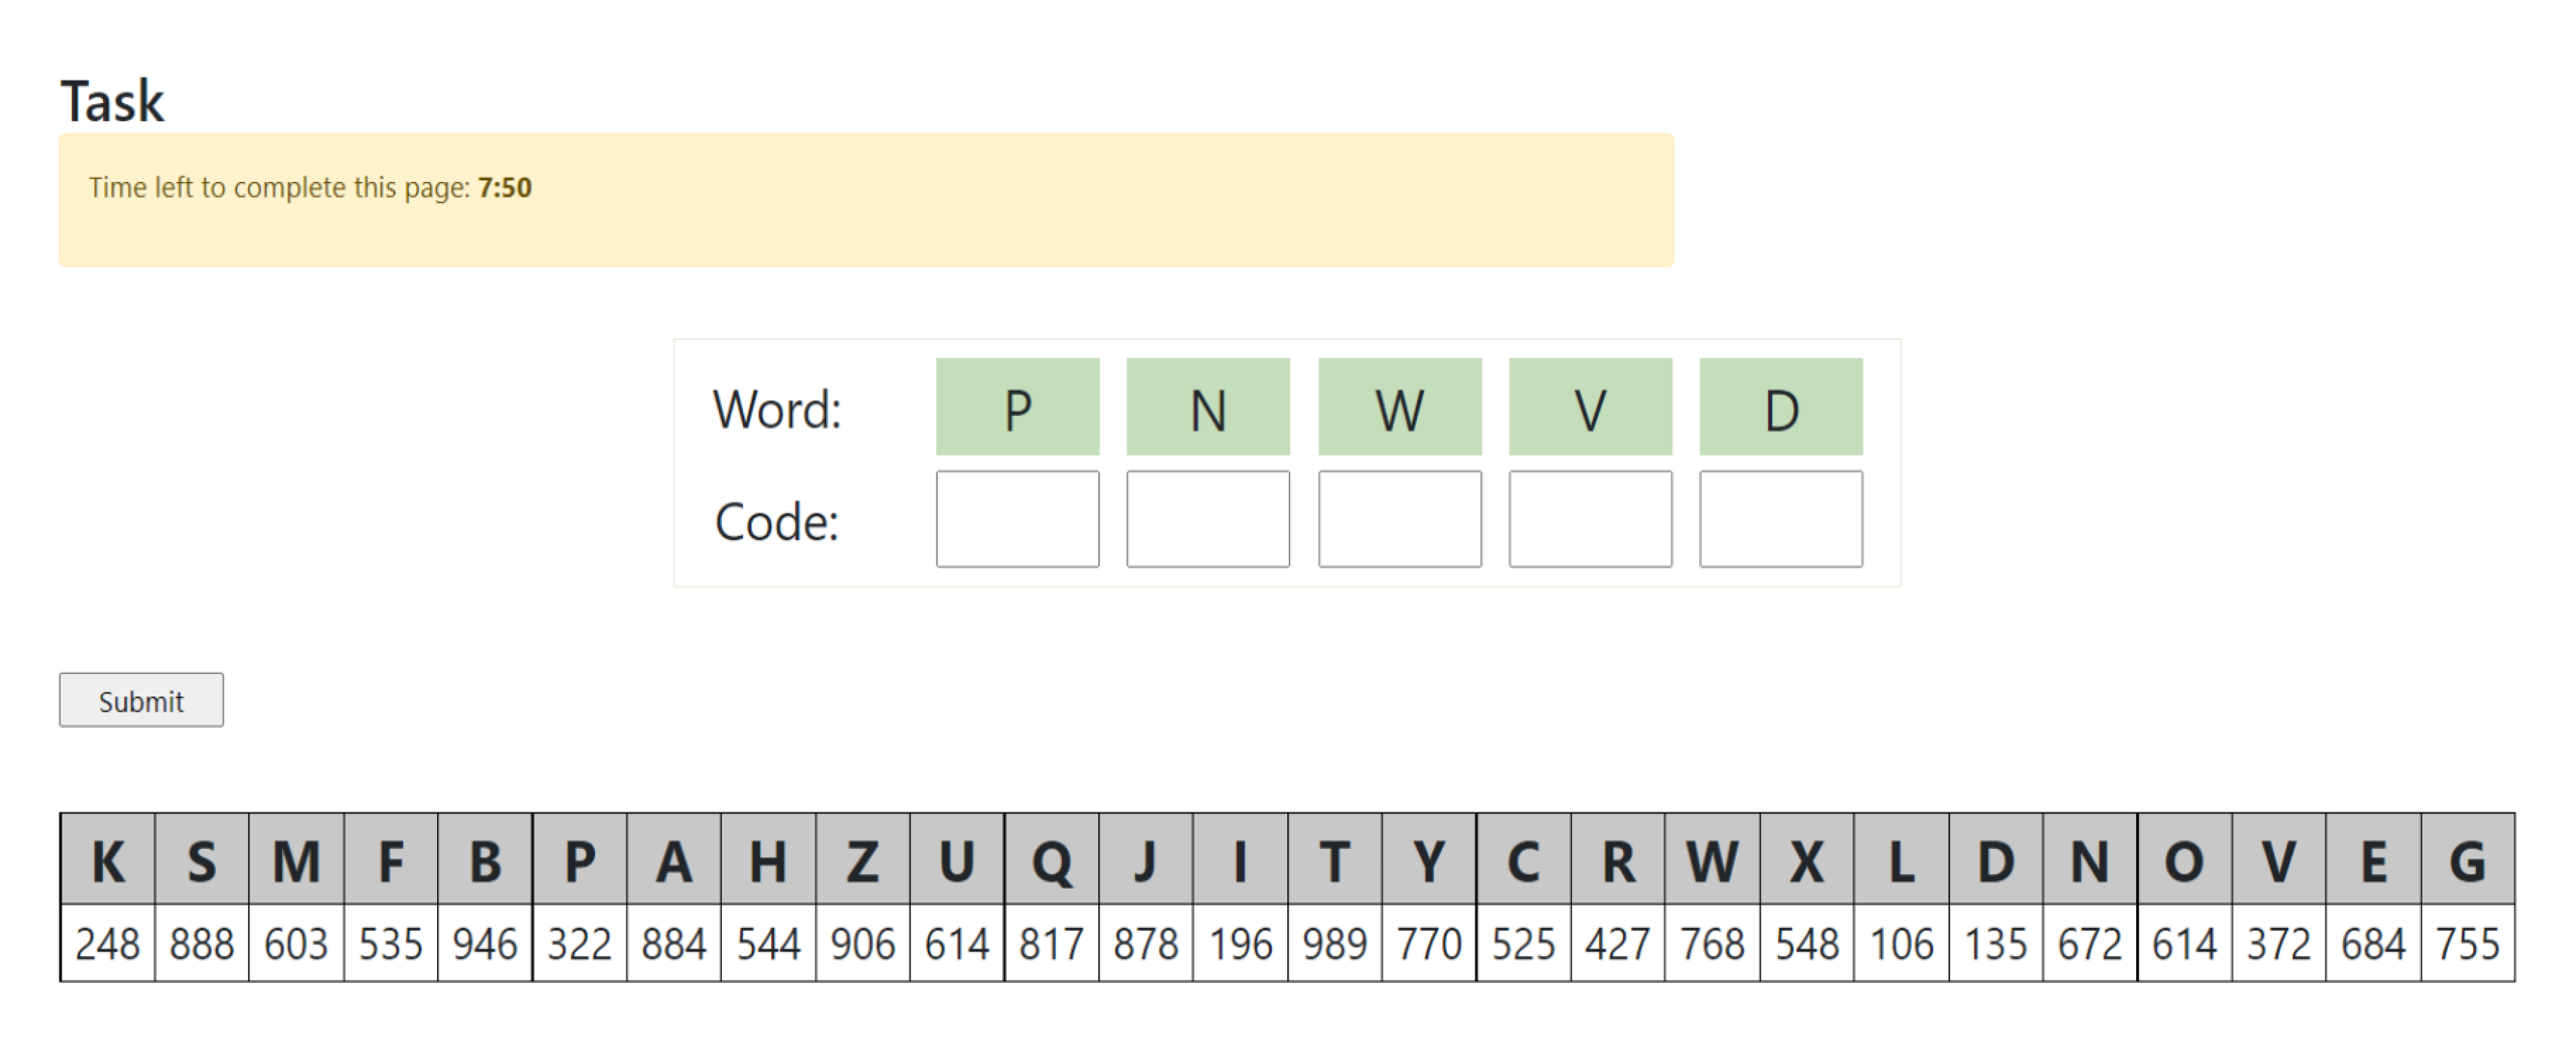 Task
Time left to complete this page: 7:50
Word: P N W V D
Code:
Submit
K S M F B P A H Z U Q J I T Y C R W X L D N O V E G
248 888 603 535 946 322 884 544 906 614 817 878 196 989 770 525 427 768 548 106 135 672 614 372 684 755